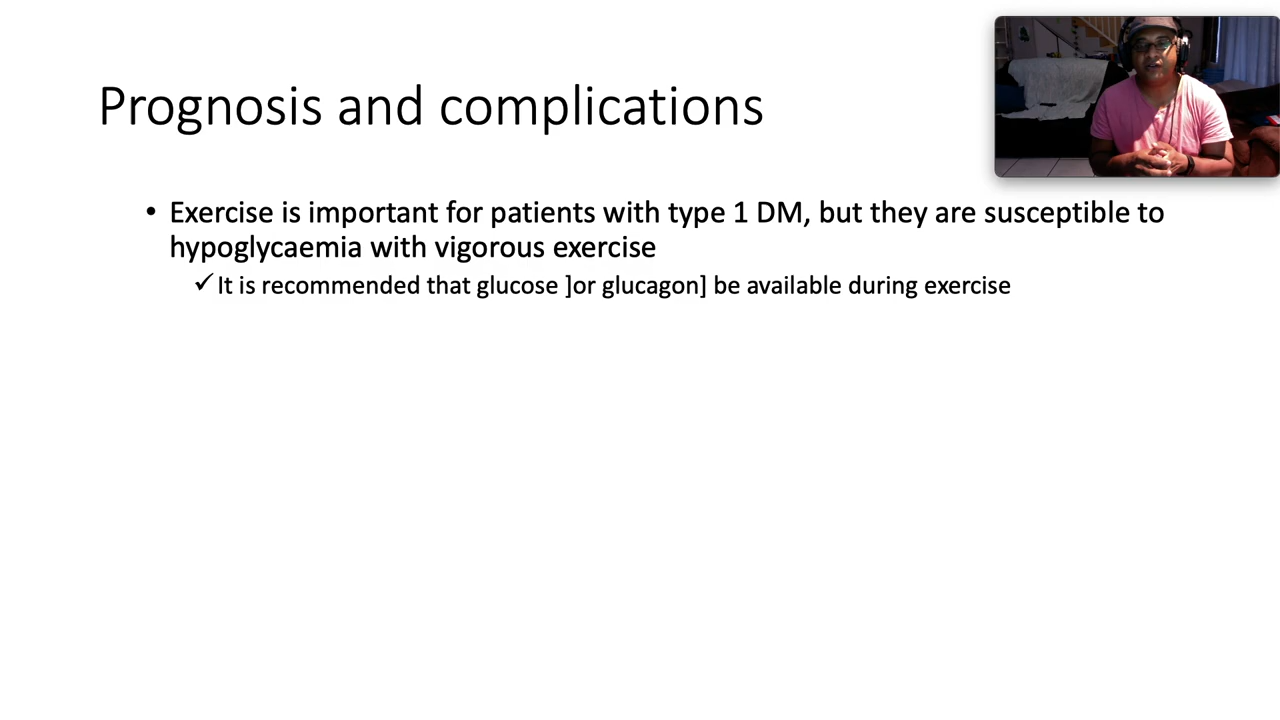 Prognosis and complications
• Exercise is important for patients with type 1 DM, but they are susceptible to
hypoglycaemia with vigorous exercise
✓It is recommended that glucose ]or glucagon] be available during exercise